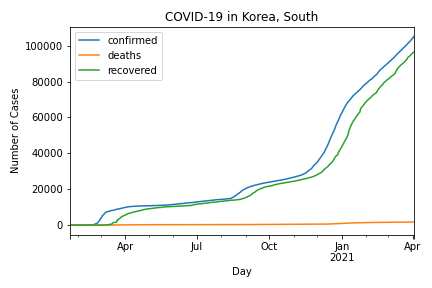 COVID-19 in Korea, South
confirmed
deaths
recovered
Number of Cases
100000
80000
60000
40000
20000
0
Apr
Jul
Oct
Jan
2021
Apr
Day